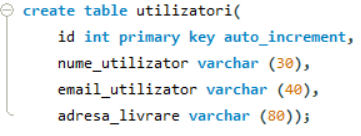 create table utilizatori(
id int primary key auto_increment,
nume_utilizator varchar (30),
email_utilizator varchar (40),
adresa_livrare varchar (80));